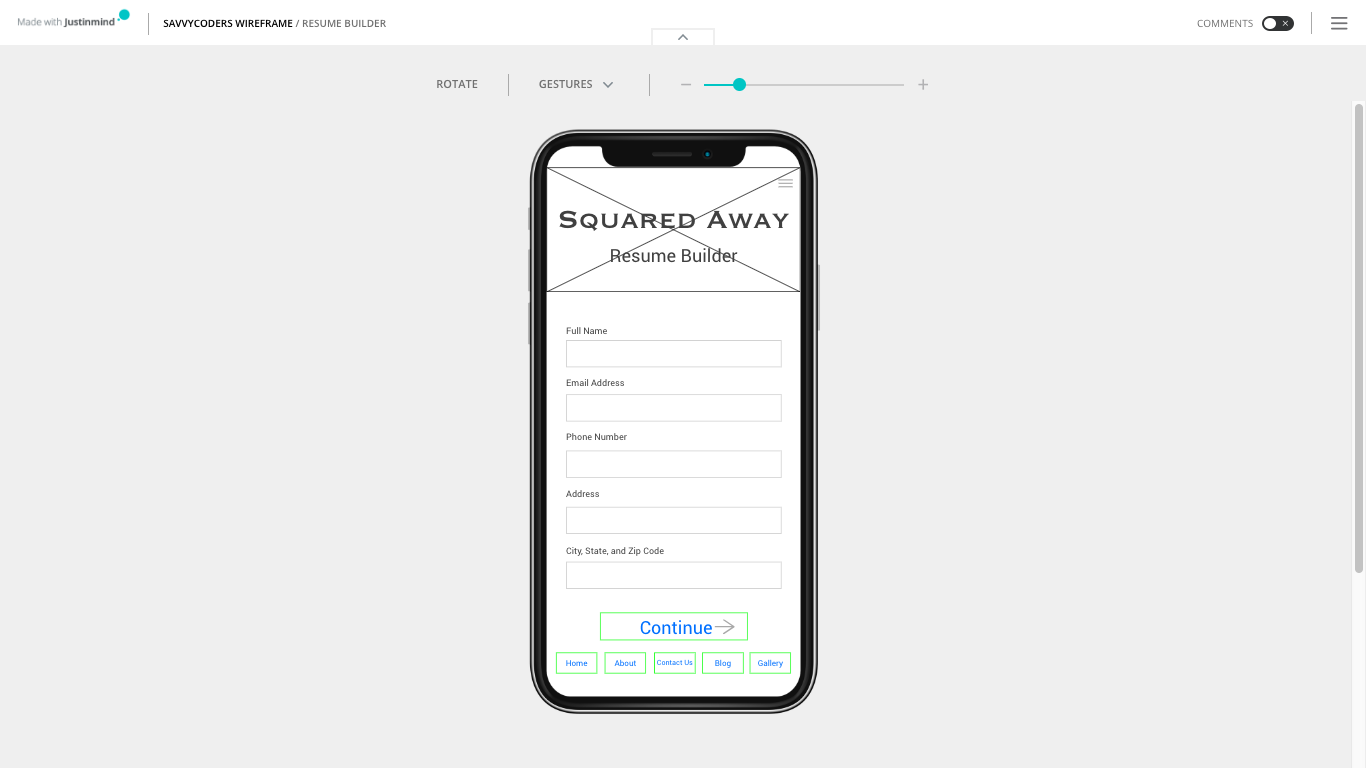 Made with Justinmind
SAVVYCODERS WIREFRAME / RESUME BUILDER
COMMENTS
ROTATE
GESTURES
SQUARED AWAY
Resume Builder
Full Name
Email Address
Phone Number
Address
City, State, and Zip Code
Continue
Home About Contact Us Blog Gallery